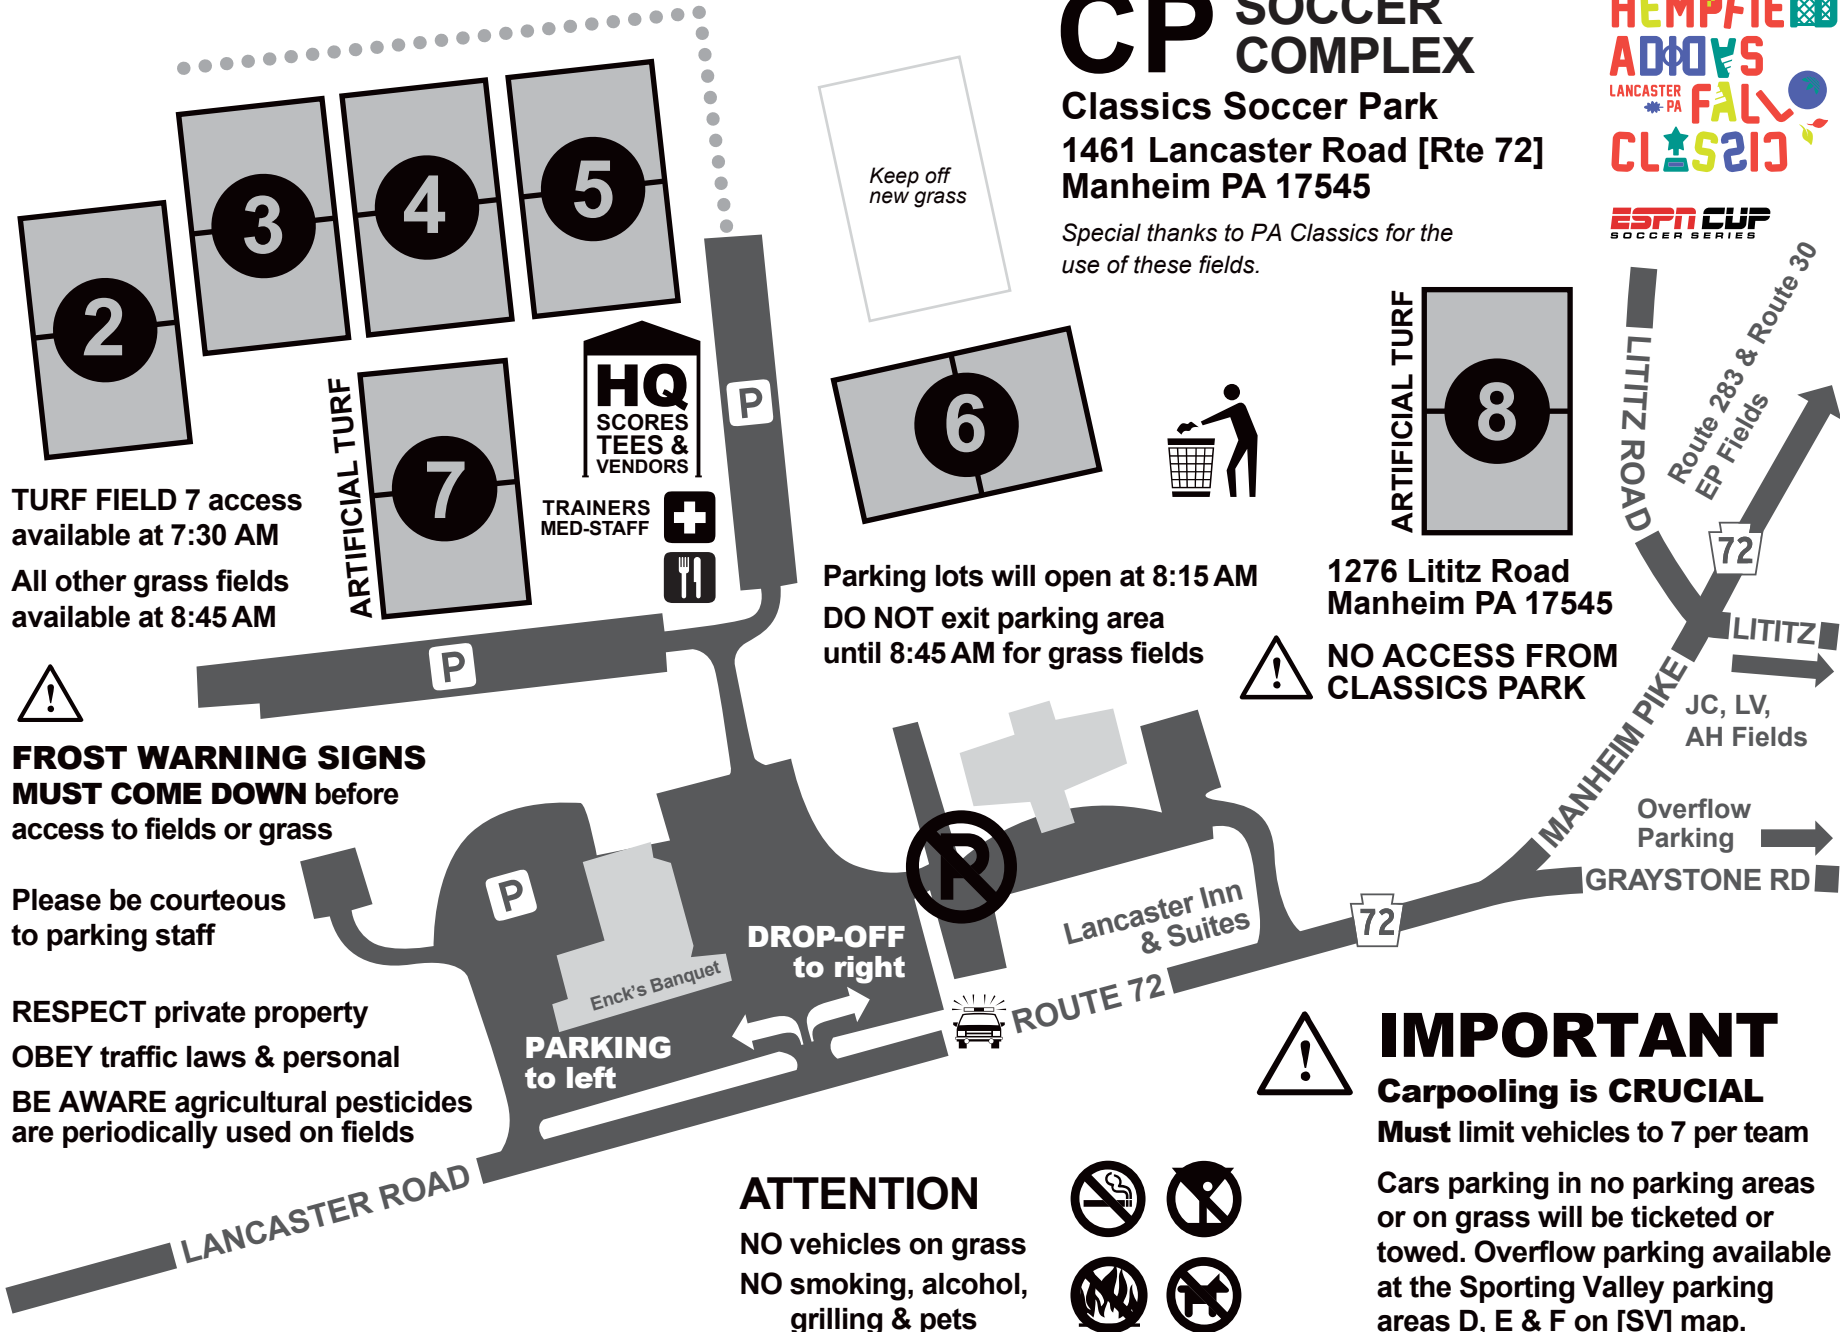 CP SOCCER
COMPLEX
Classics Soccer Park
1461 Lancaster Road [Rte 72]
Manheim PA 17545
Special thanks to PA Classics for the
use of these fields.
HEMPFIELD
ADIDAS
LANCASTER
PA
FALL
CLASSIC
ESPN CUP
SOCCER SERIES
Keep off
new grass
2
3
4
5
6
7
8
ARTIFICIAL TURF
ARTIFICIAL TURF
HQ
SCORES
TEES &
VENDORS
TRAINERS
MED-STAFF
P
P
P
P
TURF FIELD 7 access
available at 7:30 AM
All other grass fields
available at 8:45 AM
Parking lots will open at 8:15 AM
DO NOT exit parking area
until 8:45 AM for grass fields
1276 Lititz Road
Manheim PA 17545
! NO ACCESS FROM
CLASSICS PARK
LITITZ ROAD
Route 283 & Route 30
EP Fields
72
LITITZ
JC, LV,
AH Fields
MANHEIM PIKE
Overflow
Parking
GRAYSTONE RD
72
!
FROST WARNING SIGNS
MUST COME DOWN before
access to fields or grass
Please be courteous
to parking staff
RESPECT private property
OBEY traffic laws & personal
BE AWARE agricultural pesticides
are periodically used on fields
Enck's Banquet
DROP-OFF
to right
PARKING
to left
Lancaster Inn
& Suites
ROUTE 72
LANCASTER ROAD
ATTENTION
NO vehicles on grass
NO smoking, alcohol,
grilling & pets
!
IMPORTANT
Carpooling is CRUCIAL
Must limit vehicles to 7 per team
Cars parking in no parking areas
or on grass will be ticketed or
towed. Overflow parking available
at the Sporting Valley parking
areas D, E & F on [SV] map.